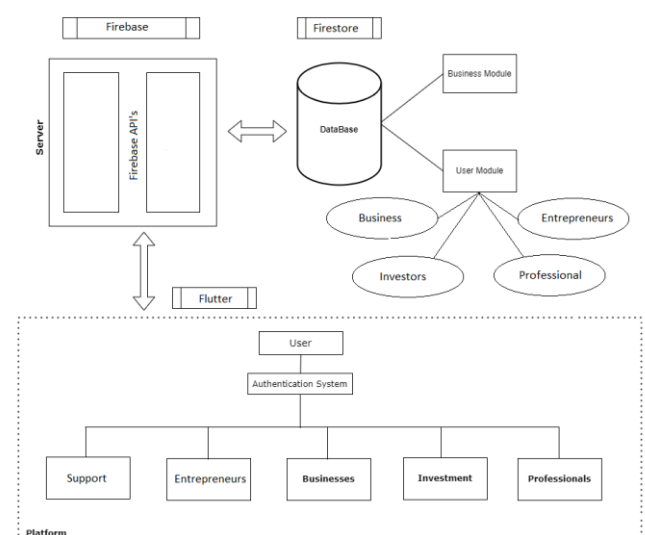 Firebase
Firestore
Server
Firebase API's
DataBase
Business Module
User Module
Business
Entrepreneurs
Investors
Professional
Flutter
User
Authentication System
Support
Entrepreneurs
Businesses
Investment
Professionals
Platform